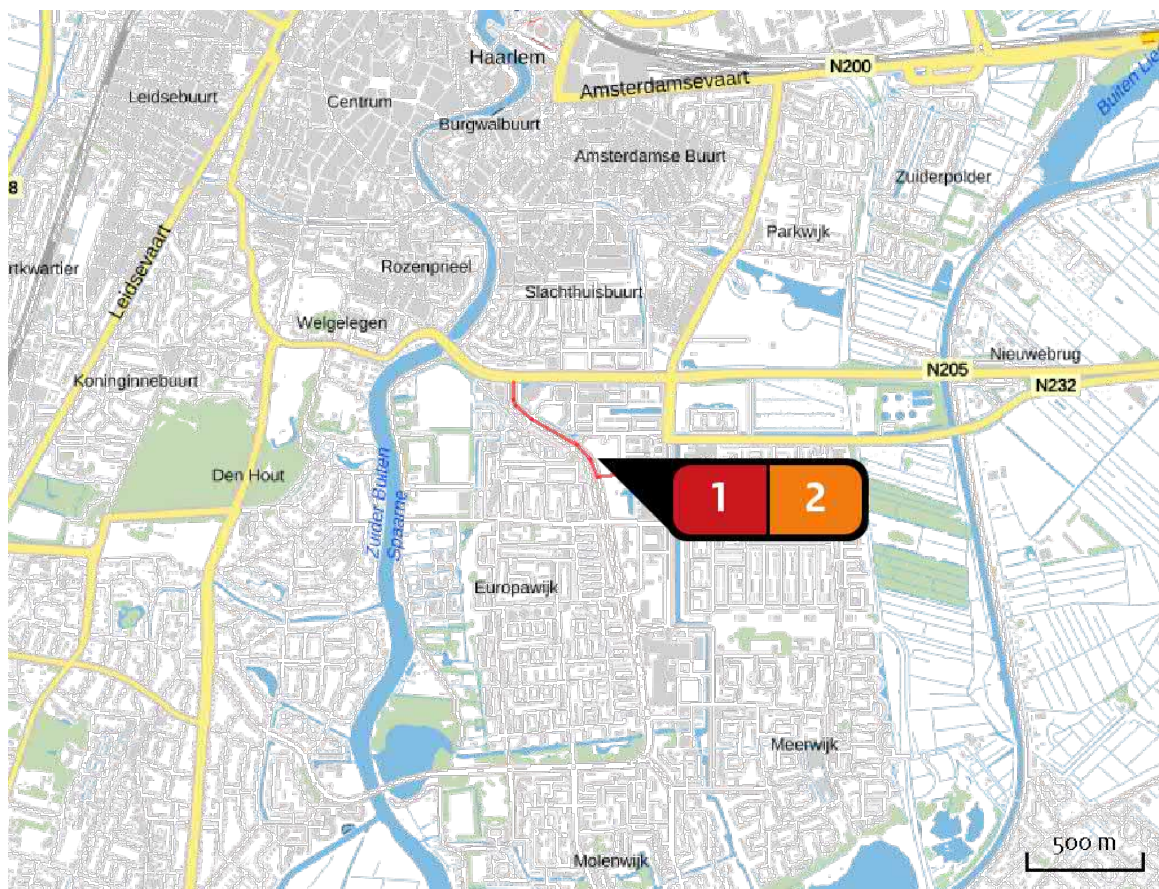 Haarlem
N200
Amsterdamsevaart
Leidsebuurt
Centrum
Burgwalbuurt
Buiten Lie
Amsterdamse Buurt
Zuiderpolder
8
Parkwijk
rtkwartier
Leidsevaart
Rozenprieel
Slachthuisbuurt
Welgelegen
Nieuwebrug
Koninginnebuurt
N205
N232
Den Hout
1
2
Zuider Buiten
Spaarne
Europawijk
Meerwijk
Molenwijk
500 m